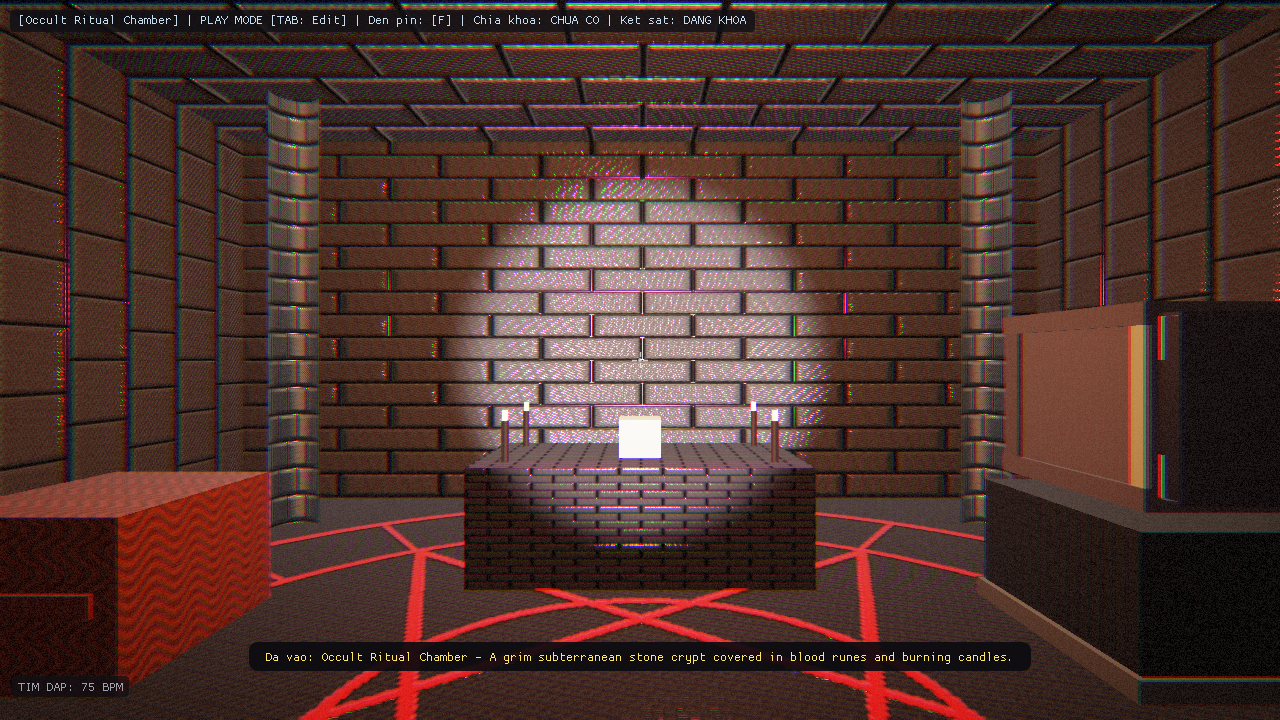 [Occult Ritual Chamber] | PLAY MODE [TAB: Edit] | Den pin: [F] | Chia khoa: CHUA CO | Ket sat: DANG KHOA
Da vao: Occult Ritual Chamber - A grim subterranean stone crypt covered in blood runes and burning candles.
TIM DAP: 75 BPM